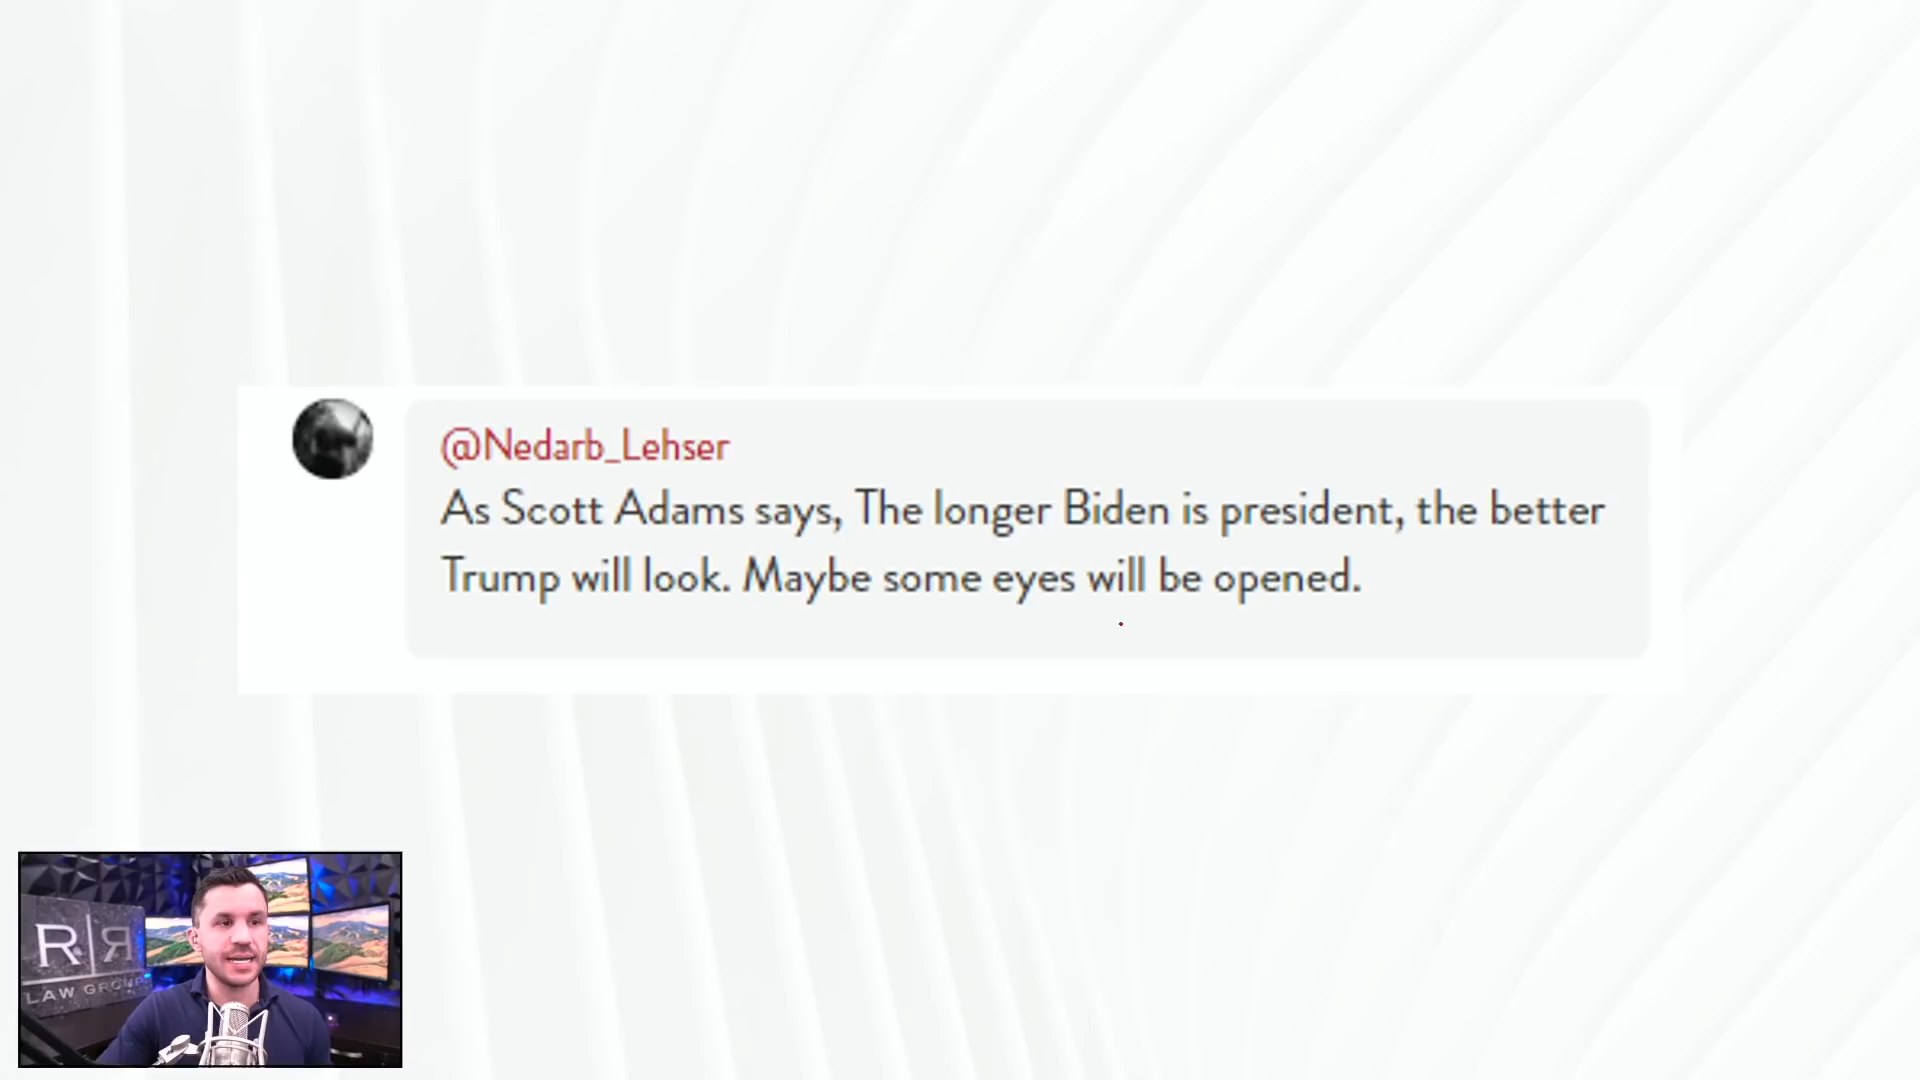 @Nedarb_Lehser
As Scott Adams says, The longer Biden is president, the better
Trump will look. Maybe some eyes will be opened.
R|R
LAW GROUP